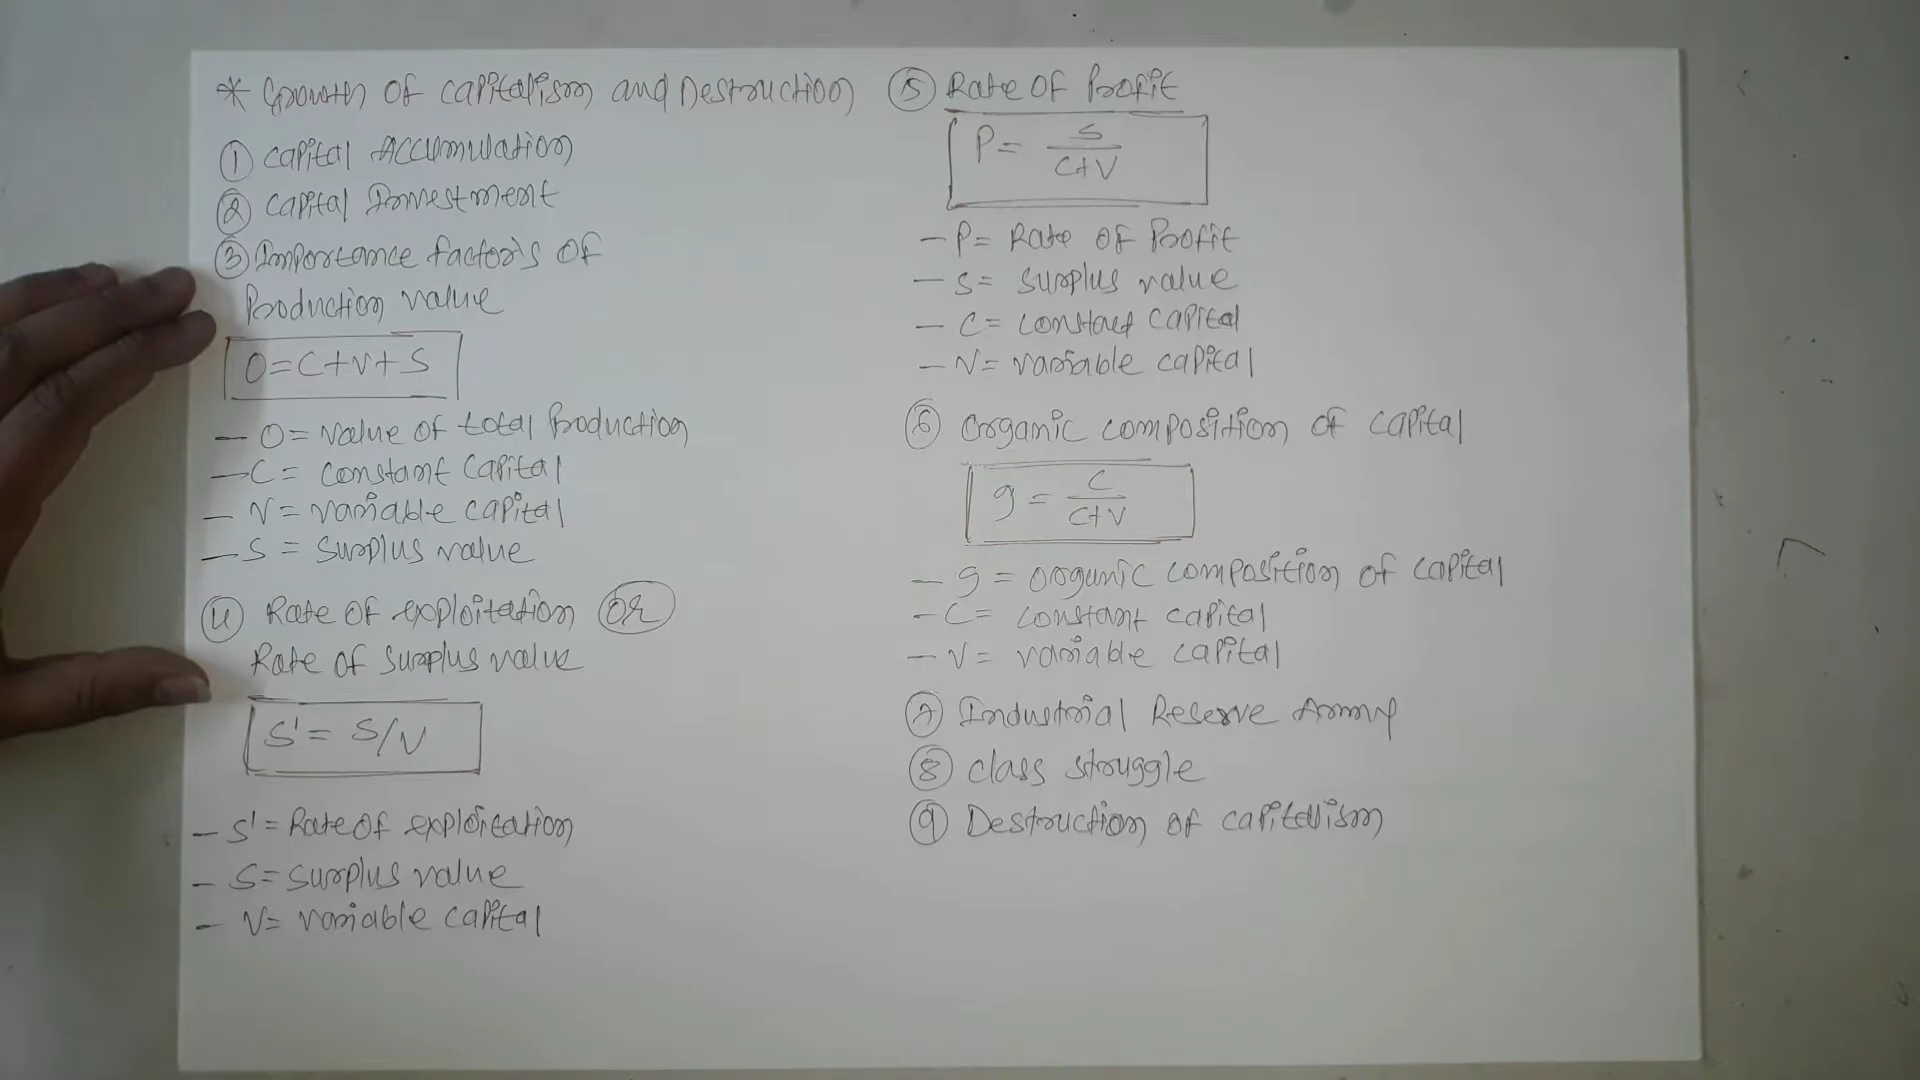 * Growth of capitalism and Destruction
① capital Accumulation
② capital Investment
③ Importance factors of
Production value
O=C+V+S
– O= value of total Production
– C= constant capital
– V= variable capital
– S = surplus value
④ Rate of exploitation OR
Rate of surplus value
S'= S/V
– S'= Rate of exploitation
– S= surplus value
– V= variable capital
⑤ Rate of Profit
P= S
C+V
– P= Rate of Profit
– S= surplus value
– C= constant capital
– V= variable capital
⑥ organic composition of capital
g = C
C+V
– g = organic composition of capital
– C= constant capital
– V= variable capital
⑦ Industrial Reserve Army
⑧ class struggle
⑨ Destruction of capitalism